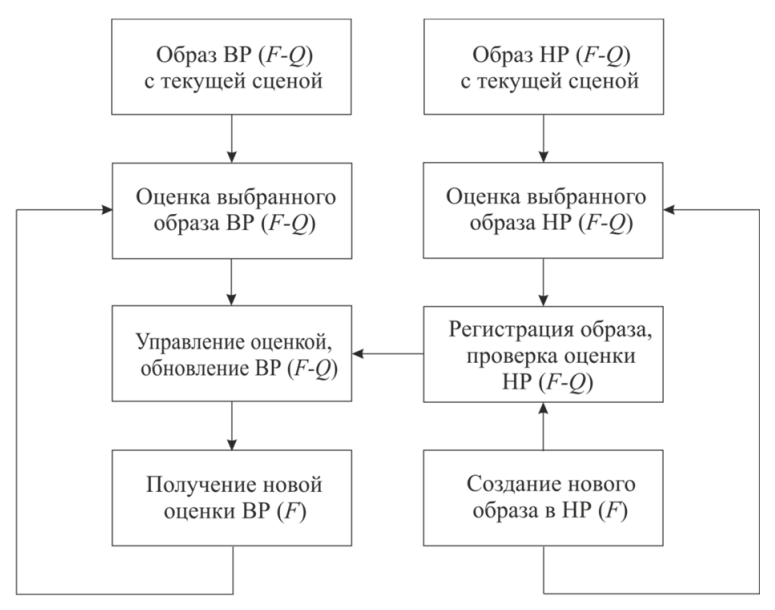 Образ ВР (F-Q)
с текущей сценой
Образ НР (F-Q)
с текущей сценой
Оценка выбранного
образа ВР (F-Q)
Оценка выбранного
образа НР (F-Q)
Управление оценкой,
обновление ВР (F-Q)
Регистрация образа,
проверка оценки
НР (F-Q)
Получение новой
оценки ВР (F)
Создание нового
образа в НР (F)